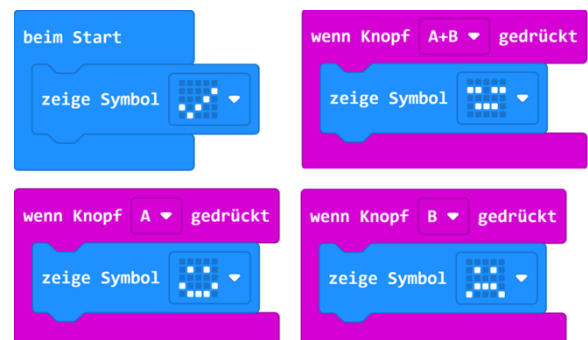 beim Start
zeige Symbol
wenn Knopf A+B gedrückt
zeige Symbol
wenn Knopf A gedrückt
zeige Symbol
wenn Knopf B gedrückt
zeige Symbol